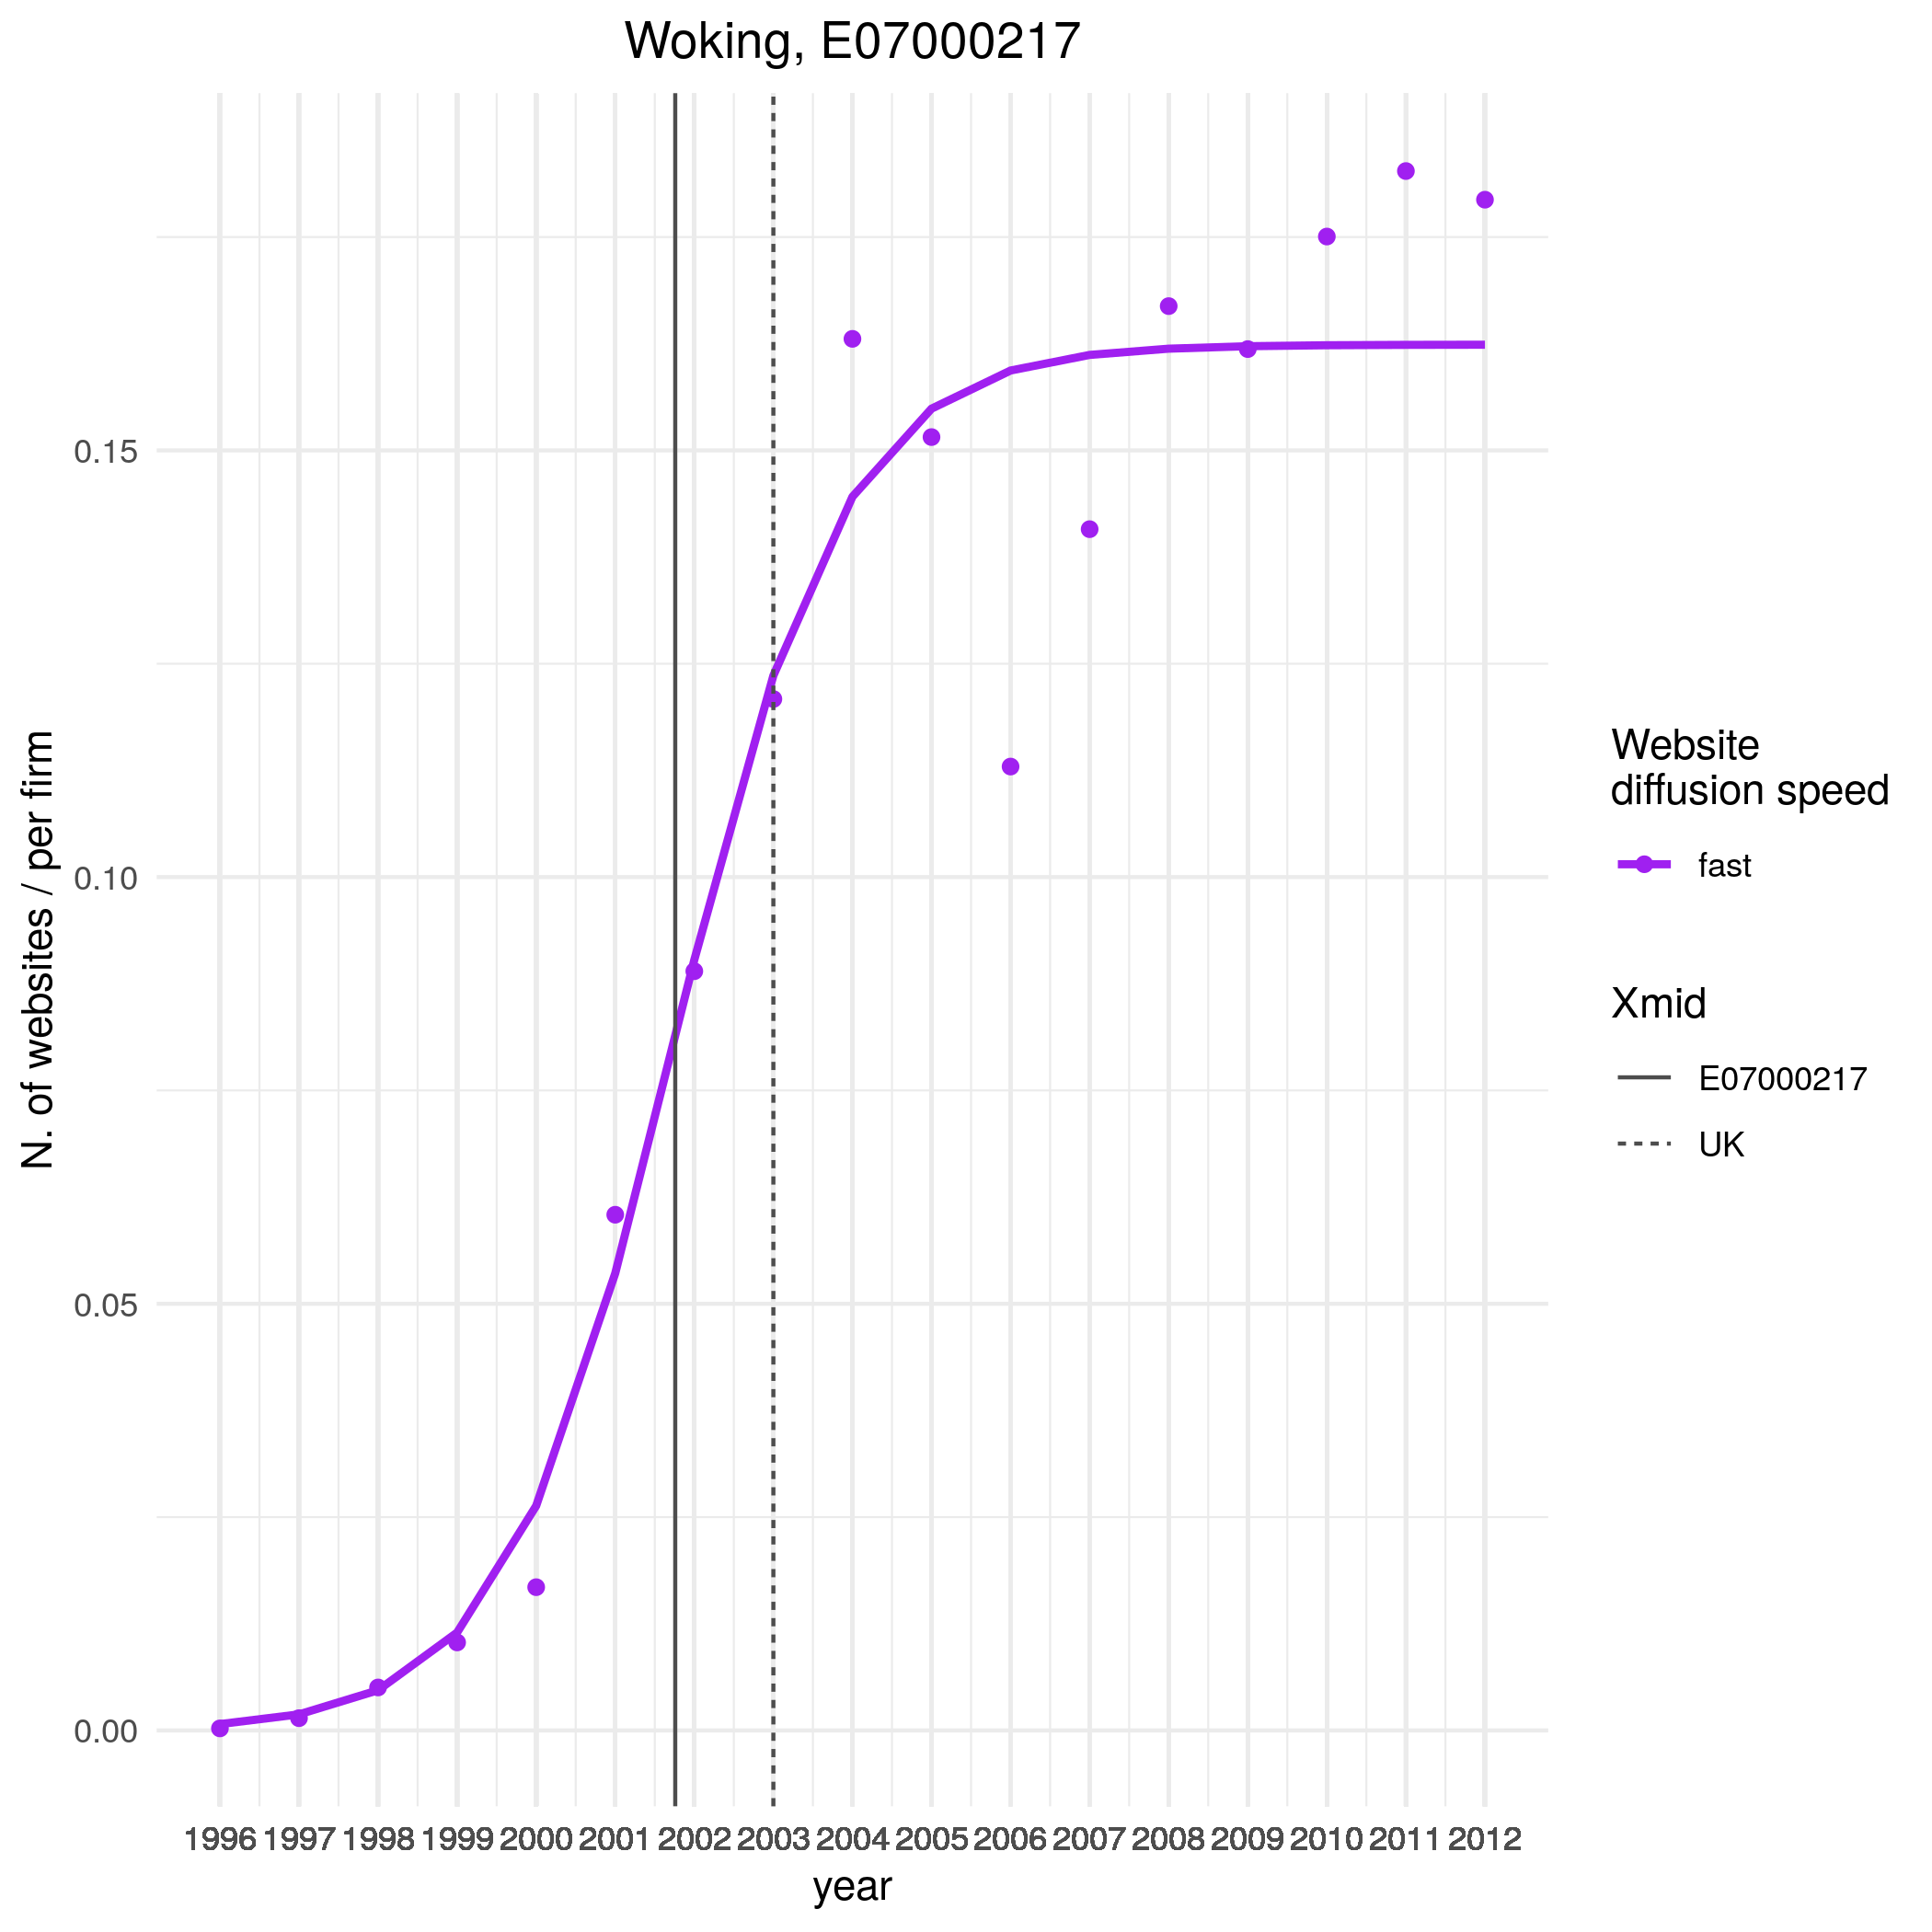 Woking, E07000217
N. of websites / per firm
0.15
0.10
0.05
0.00
1996 1997 1998 1999 2000 2001 2002 2003 2004 2005 2006 2007 2008 2009 2010 2011 2012
year
Website
diffusion speed
fast
Xmid
E07000217
UK